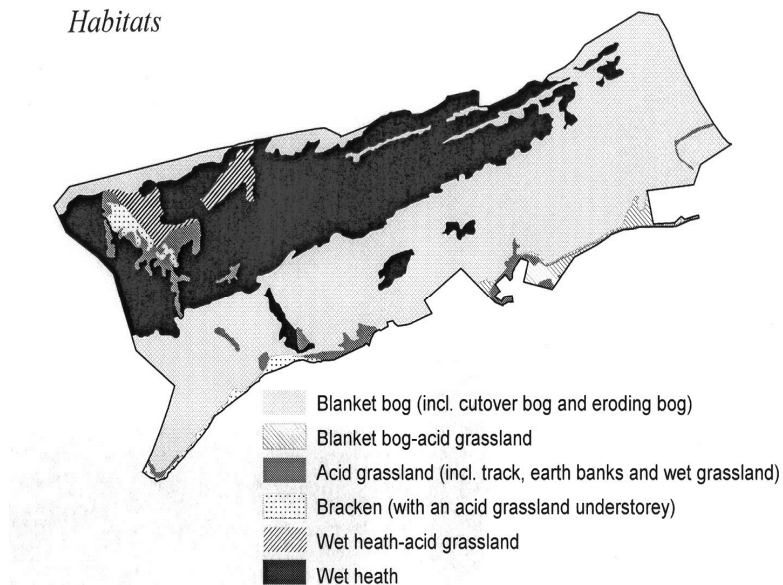 Habitats
Blanket bog (incl. cutover bog and eroding bog)
Blanket bog-acid grassland
Acid grassland (incl. track, earth banks and wet grassland)
Bracken (with an acid grassland understorey)
Wet heath-acid grassland
Wet heath